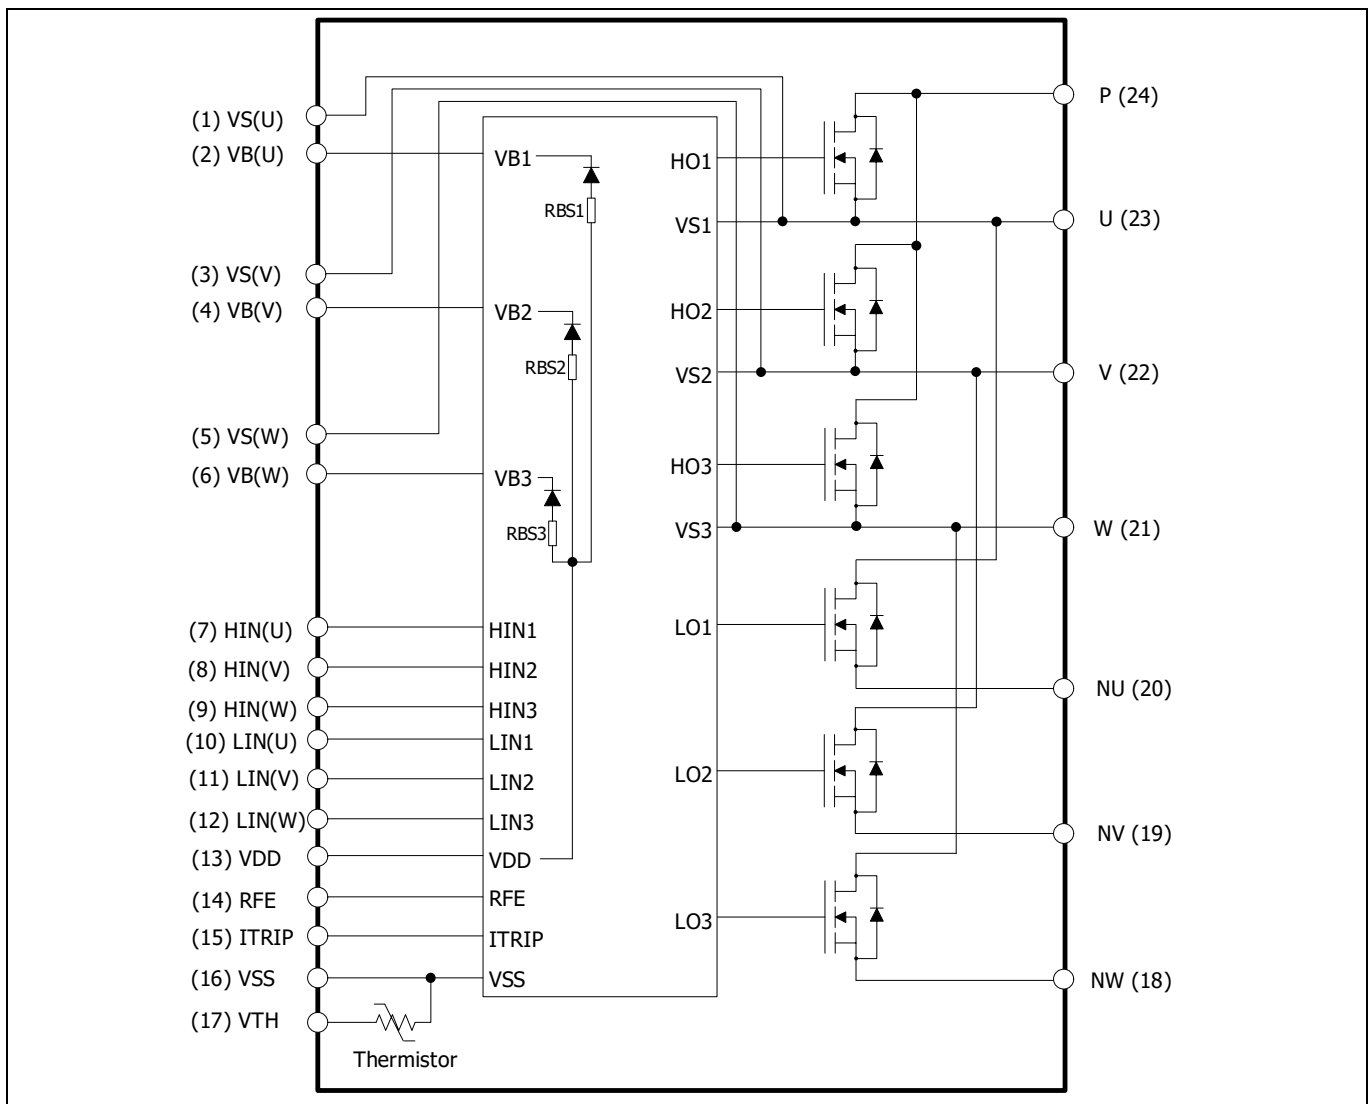 (1) VS(U)
(2) VB(U)
(3) VS(V)
(4) VB(V)
(5) VS(W)
(6) VB(W)
(7) HIN(U)
(8) HIN(V)
(9) HIN(W)
(10) LIN(U)
(11) LIN(V)
(12) LIN(W)
(13) VDD
(14) RFE
(15) ITRIP
(16) VSS
(17) VTH
Thermistor
VB1
RBS1
VB2
RBS2
VB3
RBS3
HIN1
HIN2
HIN3
LIN1
LIN2
LIN3
VDD
RFE
ITRIP
VSS
HO1
VS1
HO2
VS2
HO3
VS3
LO1
LO2
LO3
P (24)
U (23)
V (22)
W (21)
NU (20)
NV (19)
NW (18)